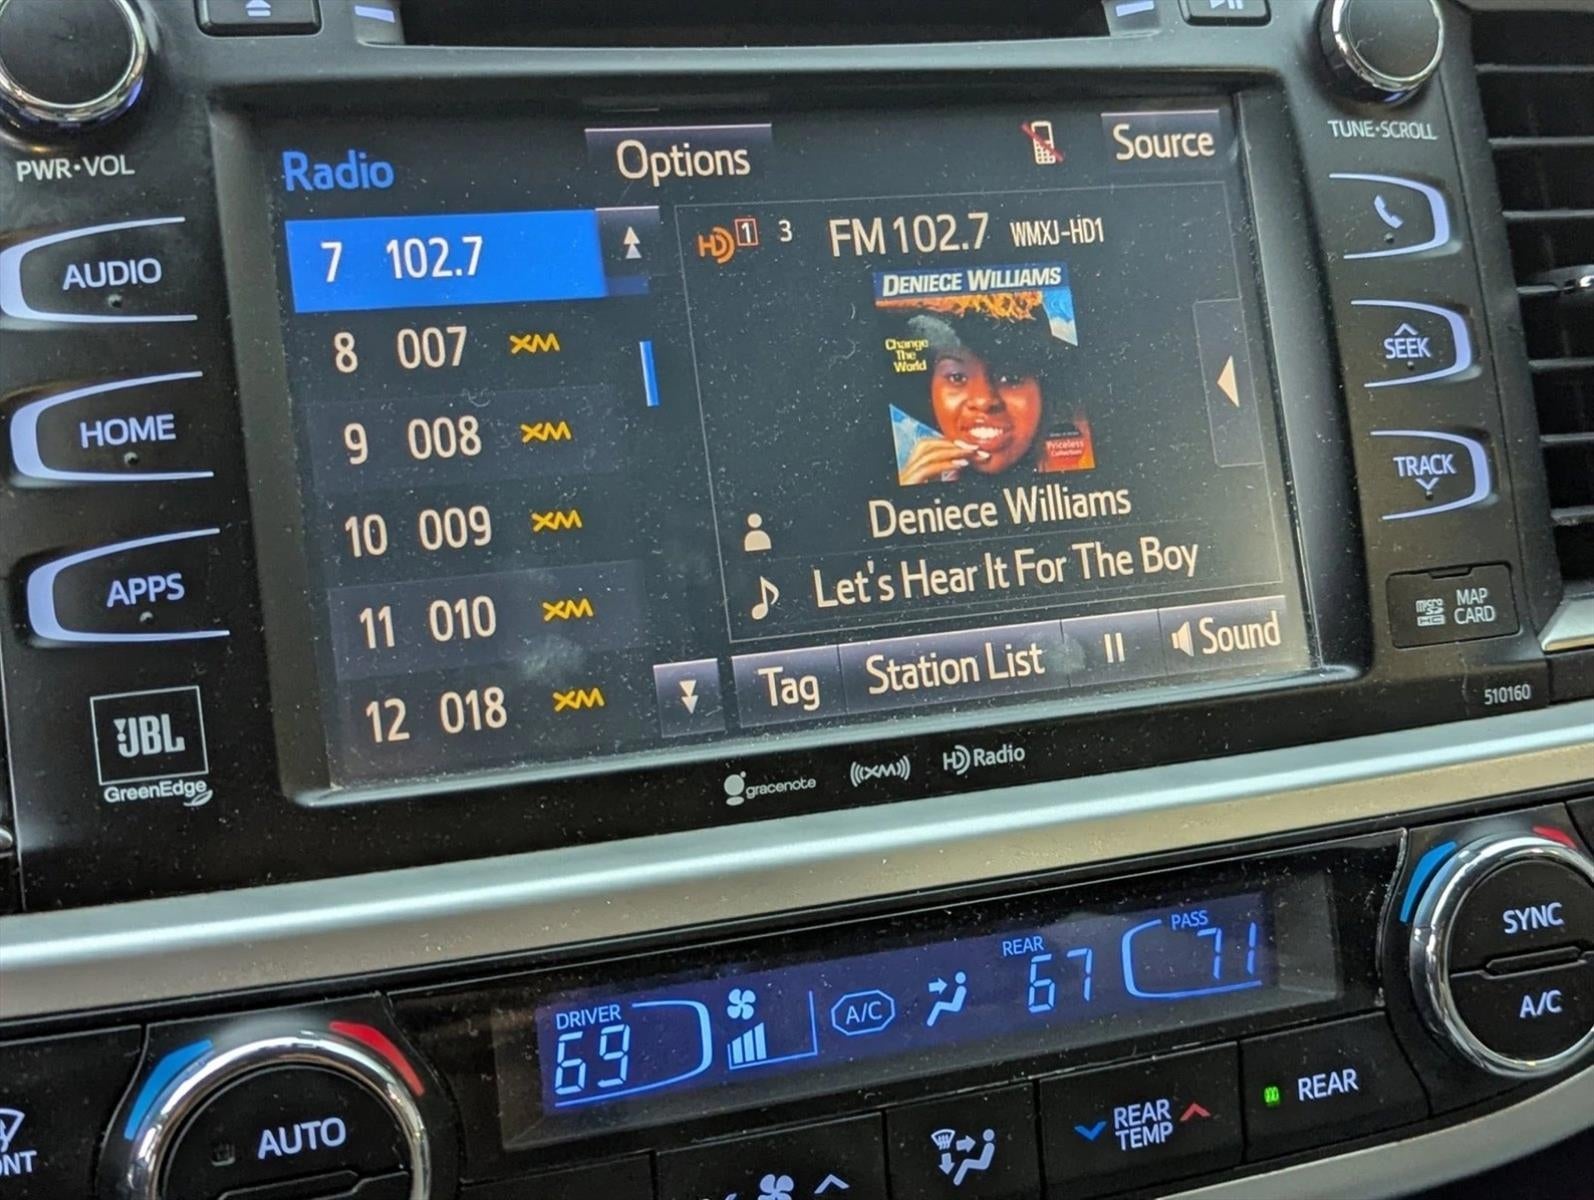 PWR•VOL
TUNE•SCROLL
AUDIO
HOME
APPS
JBL
GreenEdge
Radio
Options
Source
7 102.7
8 007 XM
9 008 XM
10 009 XM
11 010 XM
12 018 XM
HD 1 3 FM 102.7 WMXJ-HD1
DENIECE WILLIAMS
Change
The
World
Priceless
Collection
Deniece Williams
Let's Hear It For The Boy
Tag
Station List
Sound
SEEK
TRACK
micro
SD
HC
MAP
CARD
510160
gracenote
((XM))
HD Radio
DRIVER
69
A/C
REAR
67
PASS
71
SYNC
A/C
AUTO
REAR
TEMP
REAR